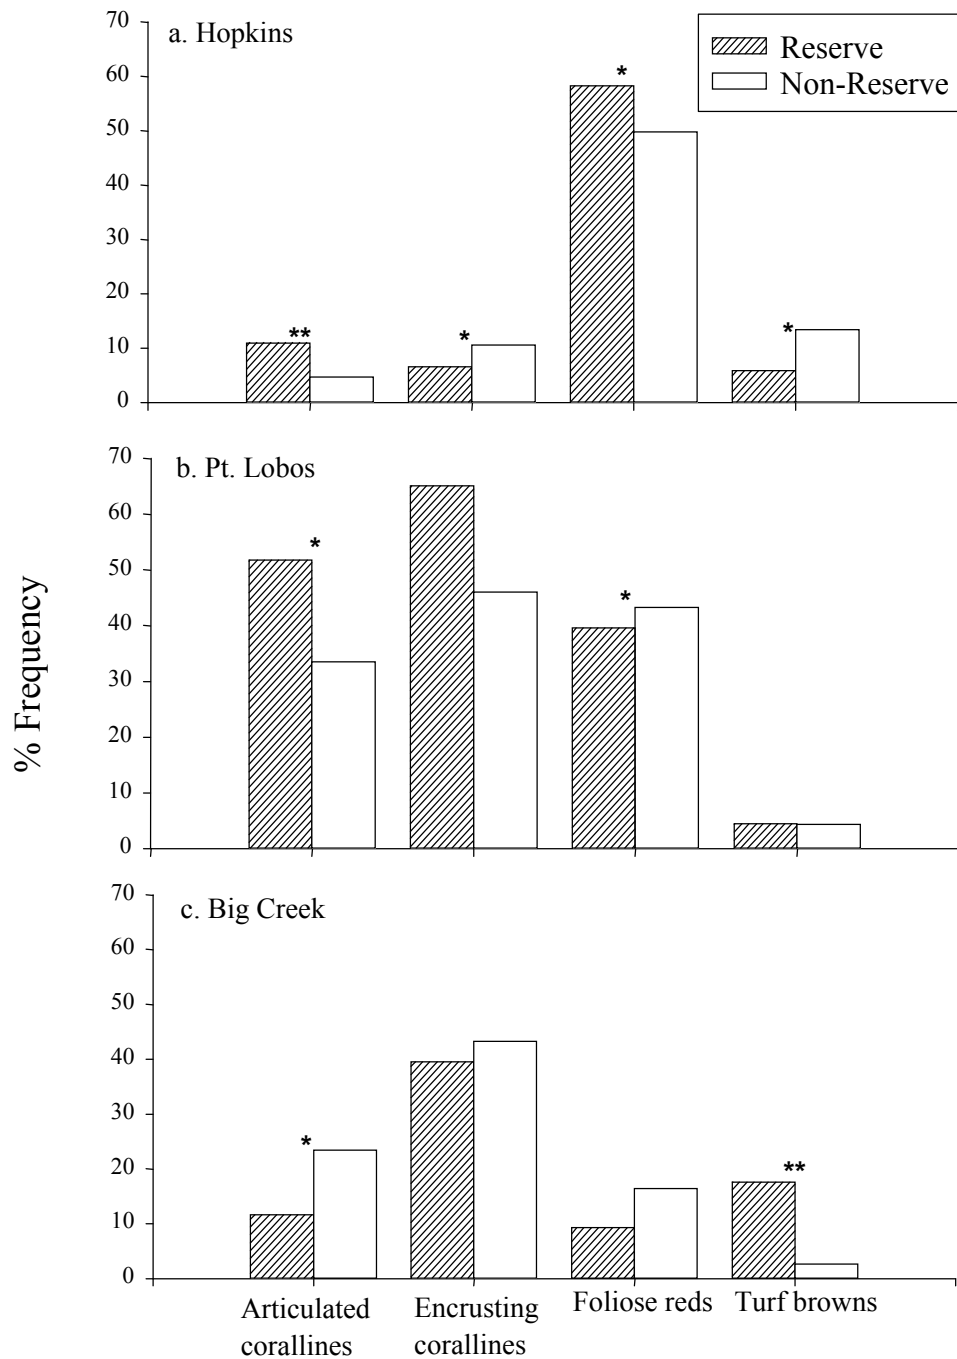 a. Hopkins
Reserve
Non-Reserve
70
60
50
40
30
20
10
0
**
*
*
*
b. Pt. Lobos
70
60
50
40
30
20
10
0
*
*
% Frequency
c. Big Creek
70
60
50
40
30
20
10
0
*
**
Articulated
corallines
Encrusting
corallines
Foliose reds
Turf browns